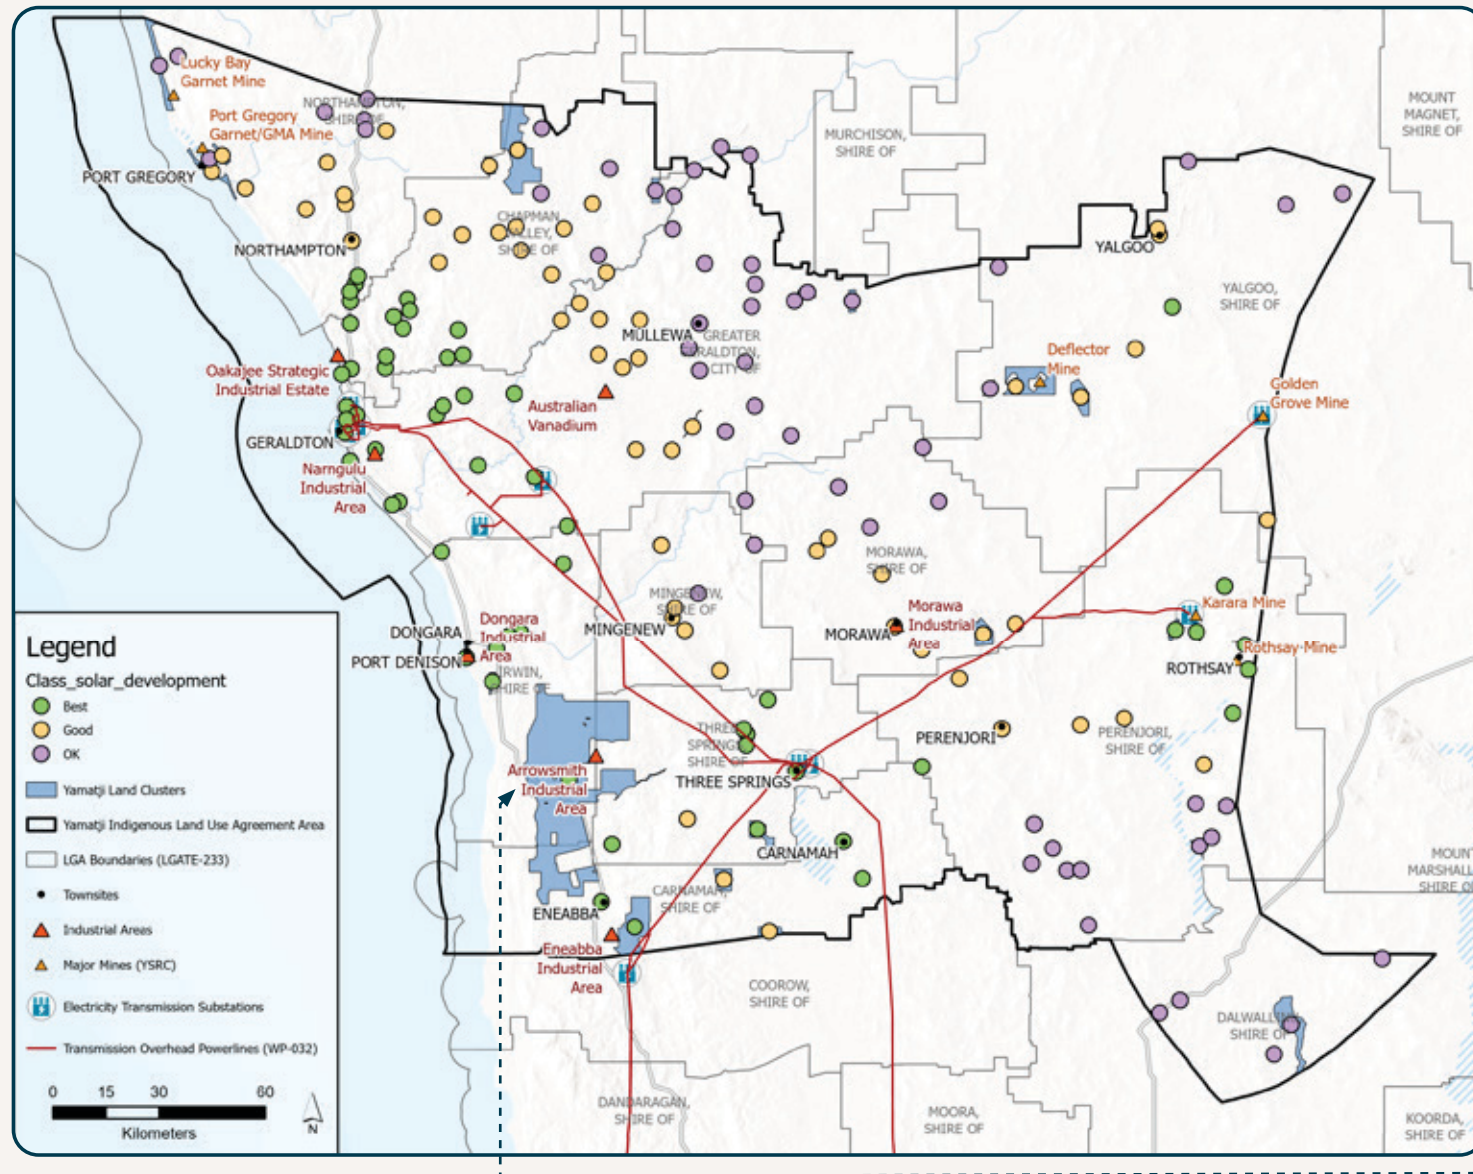 Lucky Bay
Garnet Mine
NORTHAMPTON,
SHIRE OF
Port Gregory
Garnet/GMA Mine
PORT GREGORY
NORTHAMPTON
CHAPMAN
VALLEY,
SHIRE OF
MURCHISON,
SHIRE OF
MOUNT
MAGNET,
SHIRE OF
YALGOO
YALGOO,
SHIRE OF
MULLEWA
GREATER
GERALDTON,
CITY OF
Oakajee Strategic
Industrial Estate
Australian
Vanadium
Deflector
Mine
Golden
Grove Mine
GERALDTON
Narngulu
Industrial
Area
MORAWA,
SHIRE OF
MINGENEW,
SHIRE OF
MINGENEW
MORAWA
Morawa
Industrial
Area
Karara Mine
Rothsay Mine
ROTHSAY
DONGARA
PORT DENISON
Dongara
Industrial
Area
IRWIN,
SHIRE OF
THREE
SPRINGS,
SHIRE OF
THREE SPRINGS
PERENJORI
PERENJORI,
SHIRE OF
Arrowsmith
Industrial
Area
CARNAMAH
CARNAMAH,
SHIRE OF
ENEABBA
Eneabba
Industrial
Area
COOROW,
SHIRE OF
DALWALLINU,
SHIRE OF
MOUNT
MARSHALL,
SHIRE OF
DANDARAGAN,
SHIRE OF
MOORA,
SHIRE OF
KOORDA,
SHIRE OF
Legend
Class_solar_development
Best
Good
OK
Yamatji Land Clusters
Yamatji Indigenous Land Use Agreement Area
LGA Boundaries (LGATE-233)
Townsites
Industrial Areas
Major Mines (YSRC)
Electricity Transmission Substations
Transmission Overhead Powerlines (WP-032)
0 15 30 60
Kilometers
N